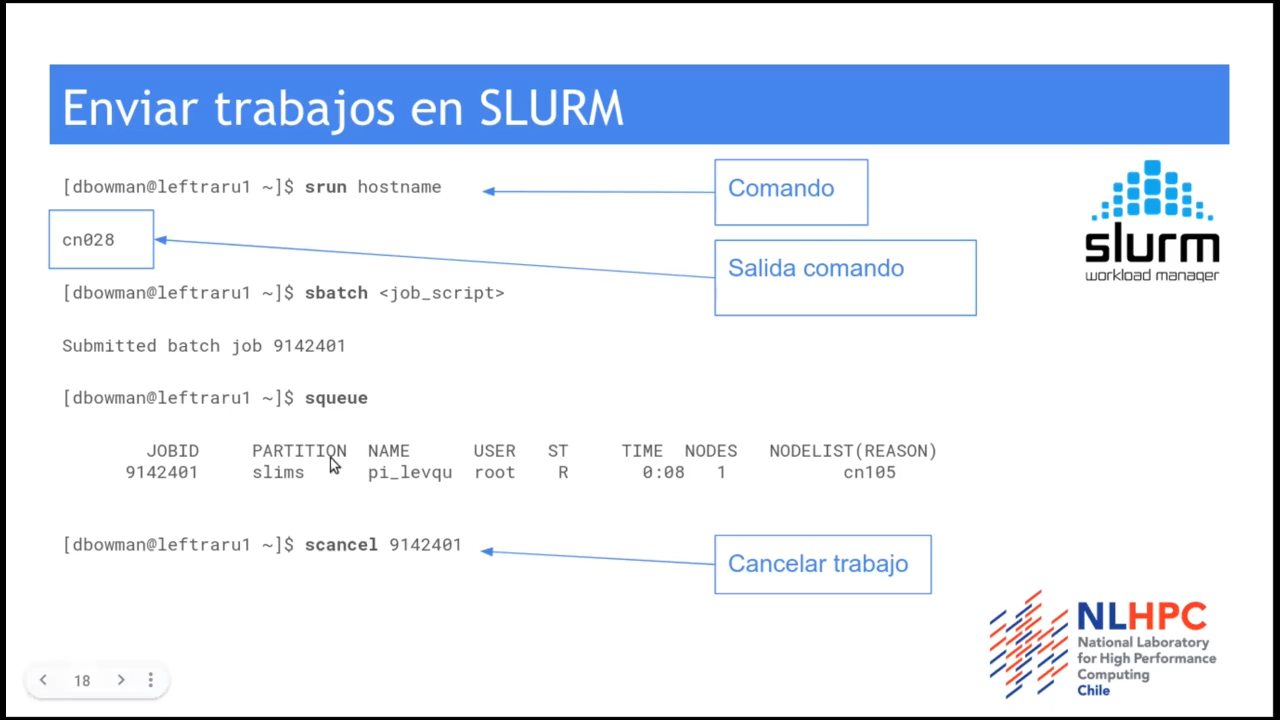 Enviar trabajos en SLURM
[dbowman@leftraru1 ~]$ srun hostname
Comando
cn028
Salida comando
slurm
workload manager
[dbowman@leftraru1 ~]$ sbatch <job_script>
Submitted batch job 9142401
[dbowman@leftraru1 ~]$ squeue
JOBID PARTITION NAME USER ST TIME NODES NODELIST(REASON)
9142401 slims pi_levqu root R 0:08 1 cn105
[dbowman@leftraru1 ~]$ scancel 9142401
Cancelar trabajo
NLHPC
National Laboratory
for High Performance
Computing
Chile
18